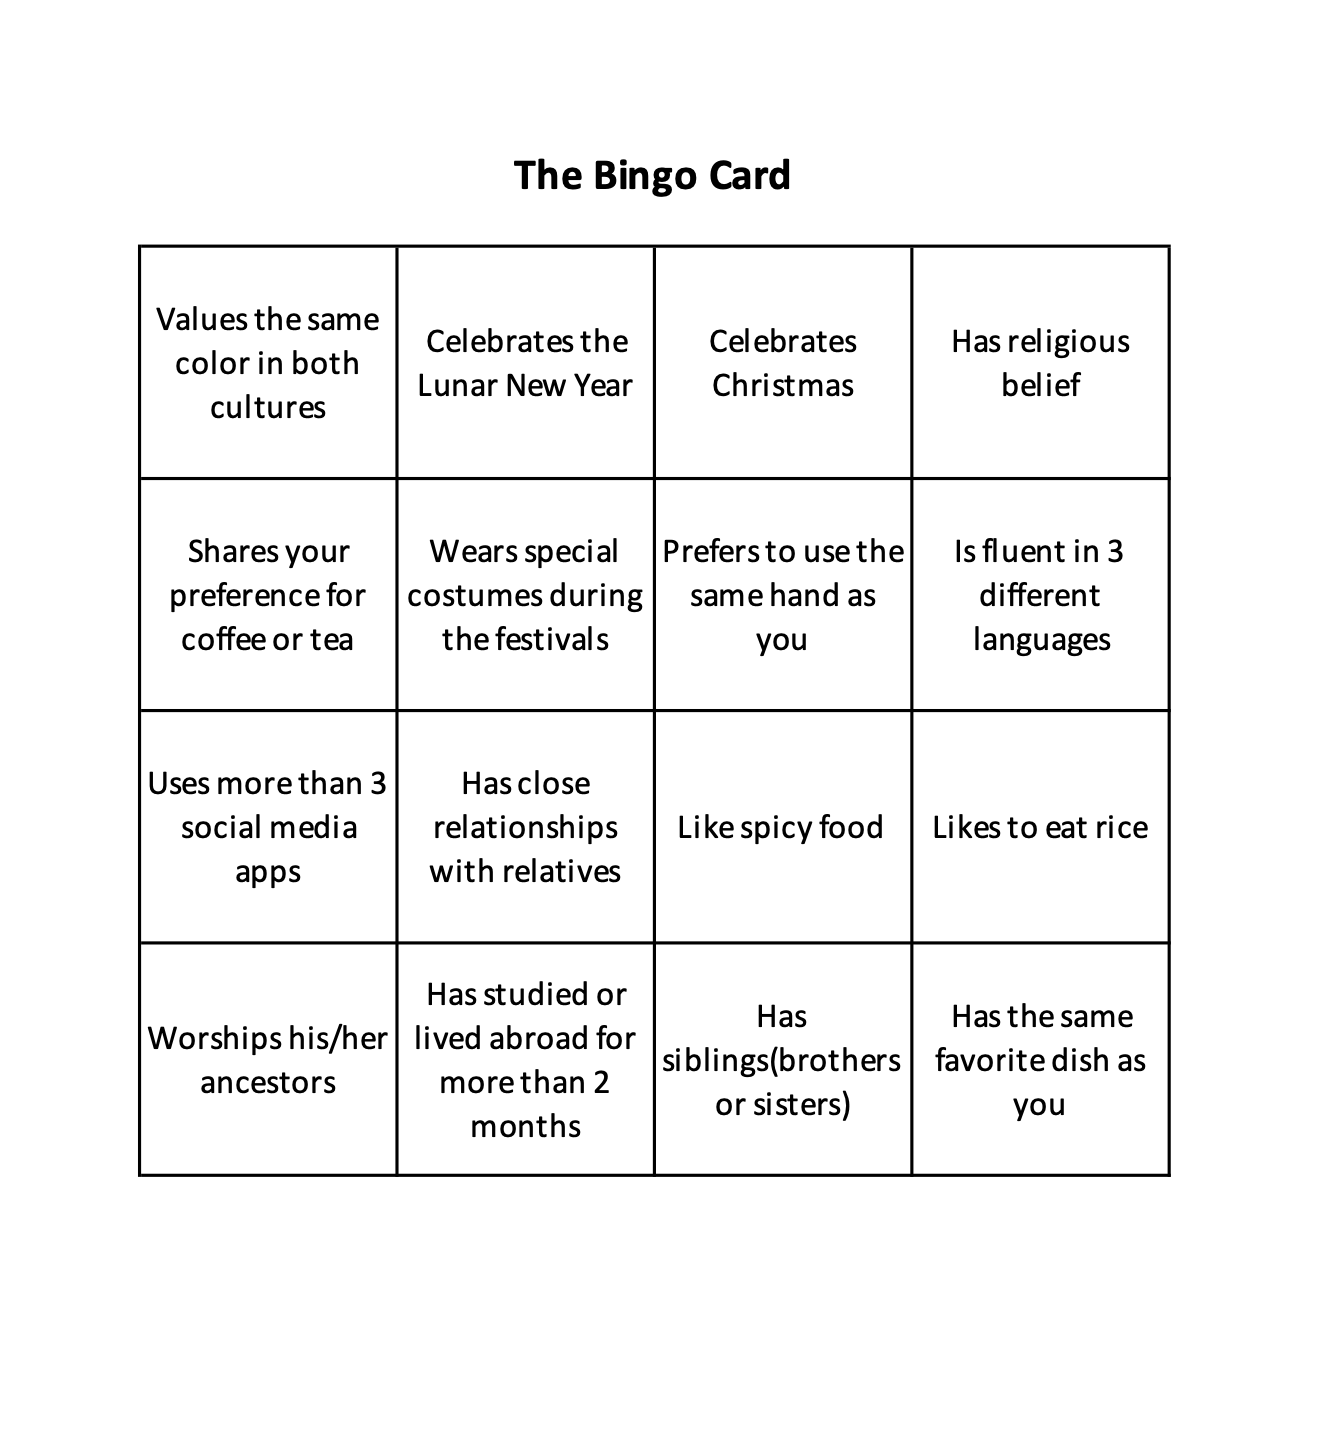 The Bingo Card
Values the same
color in both
cultures
Celebrates the
Lunar New Year
Celebrates
Christmas
Has religious
belief
Shares your
preference for
coffee or tea
Wears special
costumes during
the festivals
Prefers to use the
same hand as
you
Is fluent in 3
different
languages
Uses more than 3
social media
apps
Has close
relationships
with relatives
Like spicy food
Likes to eat rice
Worships his/her
ancestors
Has studied or
lived abroad for
more than 2
months
Has
siblings(brothers
or sisters)
Has the same
favorite dish as
you